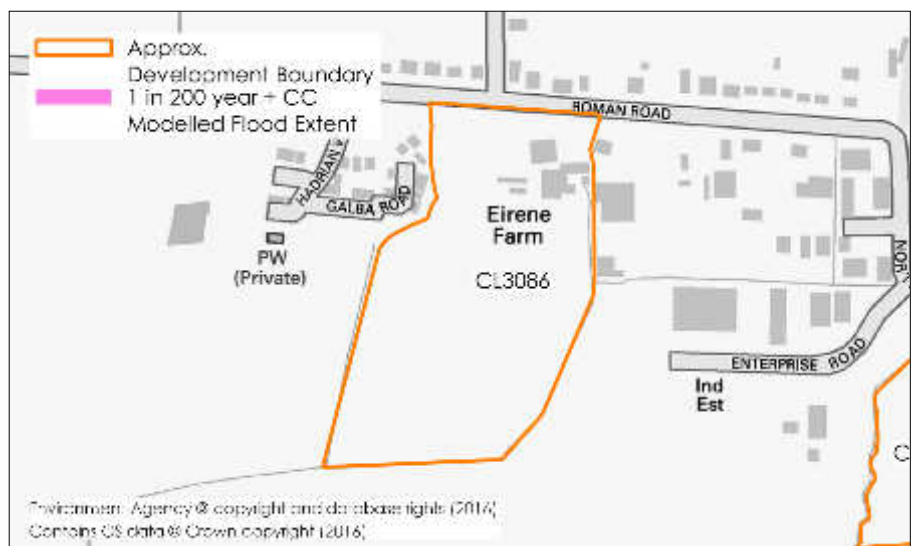 Approx.
Development Boundary
1 in 200 year + CC
Modelled Flood Extent
ROMAN ROAD
HADRIAN
GALBA ROAD
PW
(Private)
Eirene
Farm
CL3086
ENTERPRISE ROAD
Ind
Est
C
Environment Agency © copyright and database rights (2016)
Contains OS data © Crown copyright (2016)